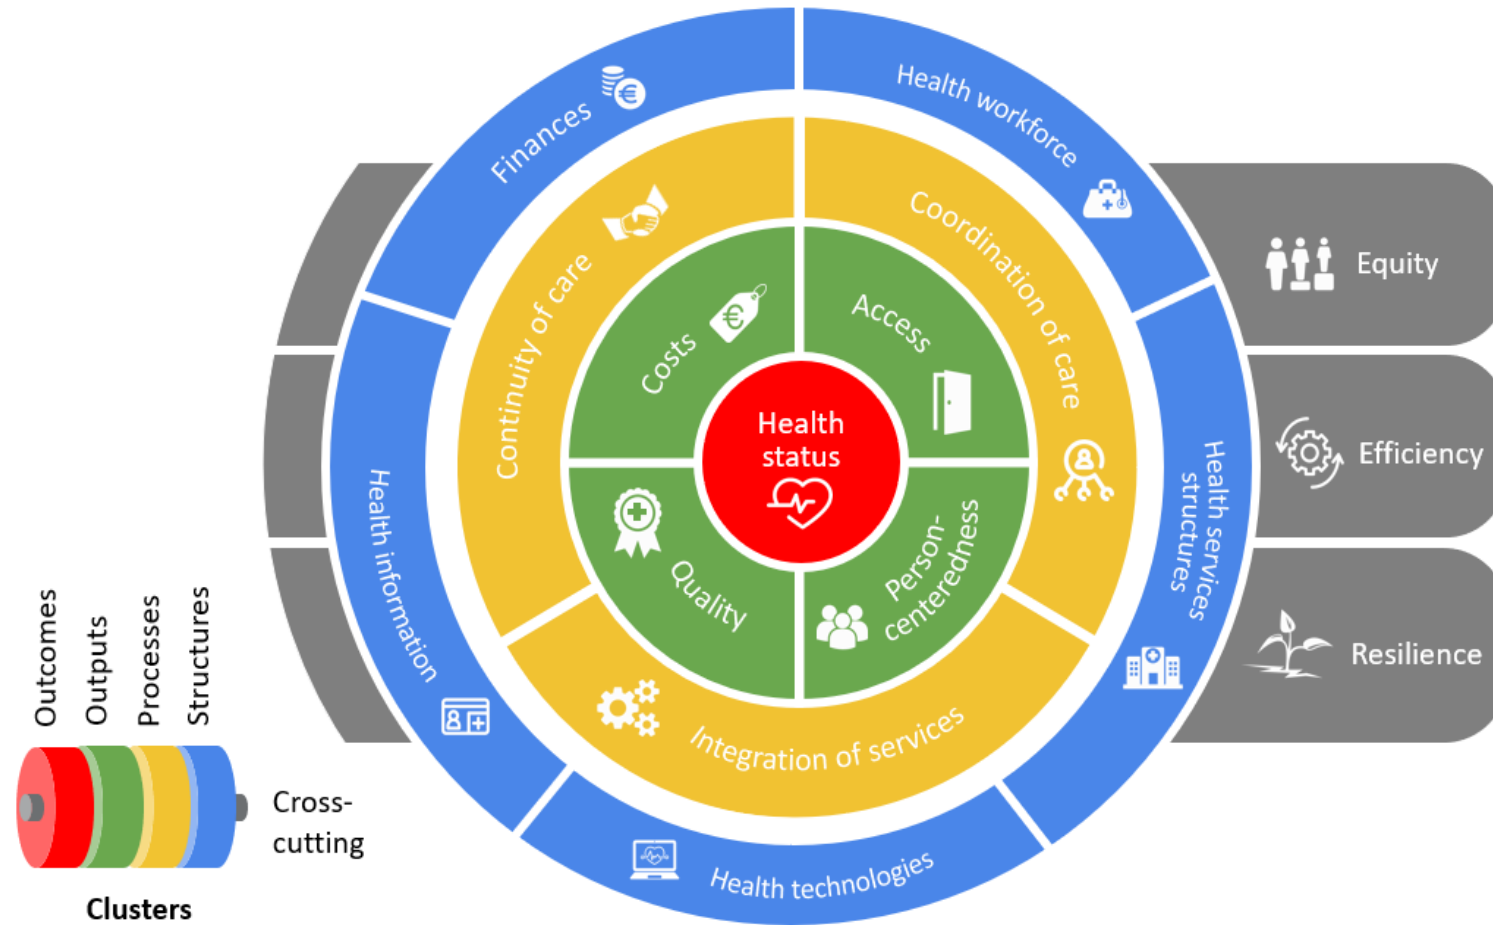 Finances
Health workforce
Continuity of care
Coordination of care
Equity
Costs
Access
Health
status
Efficiency
Health information
Health services
structures
Quality
Person-
centeredness
Resilience
Integration of services
Health technologies
Outcomes
Outputs
Processes
Structures
Cross-
cutting
Clusters
€
€